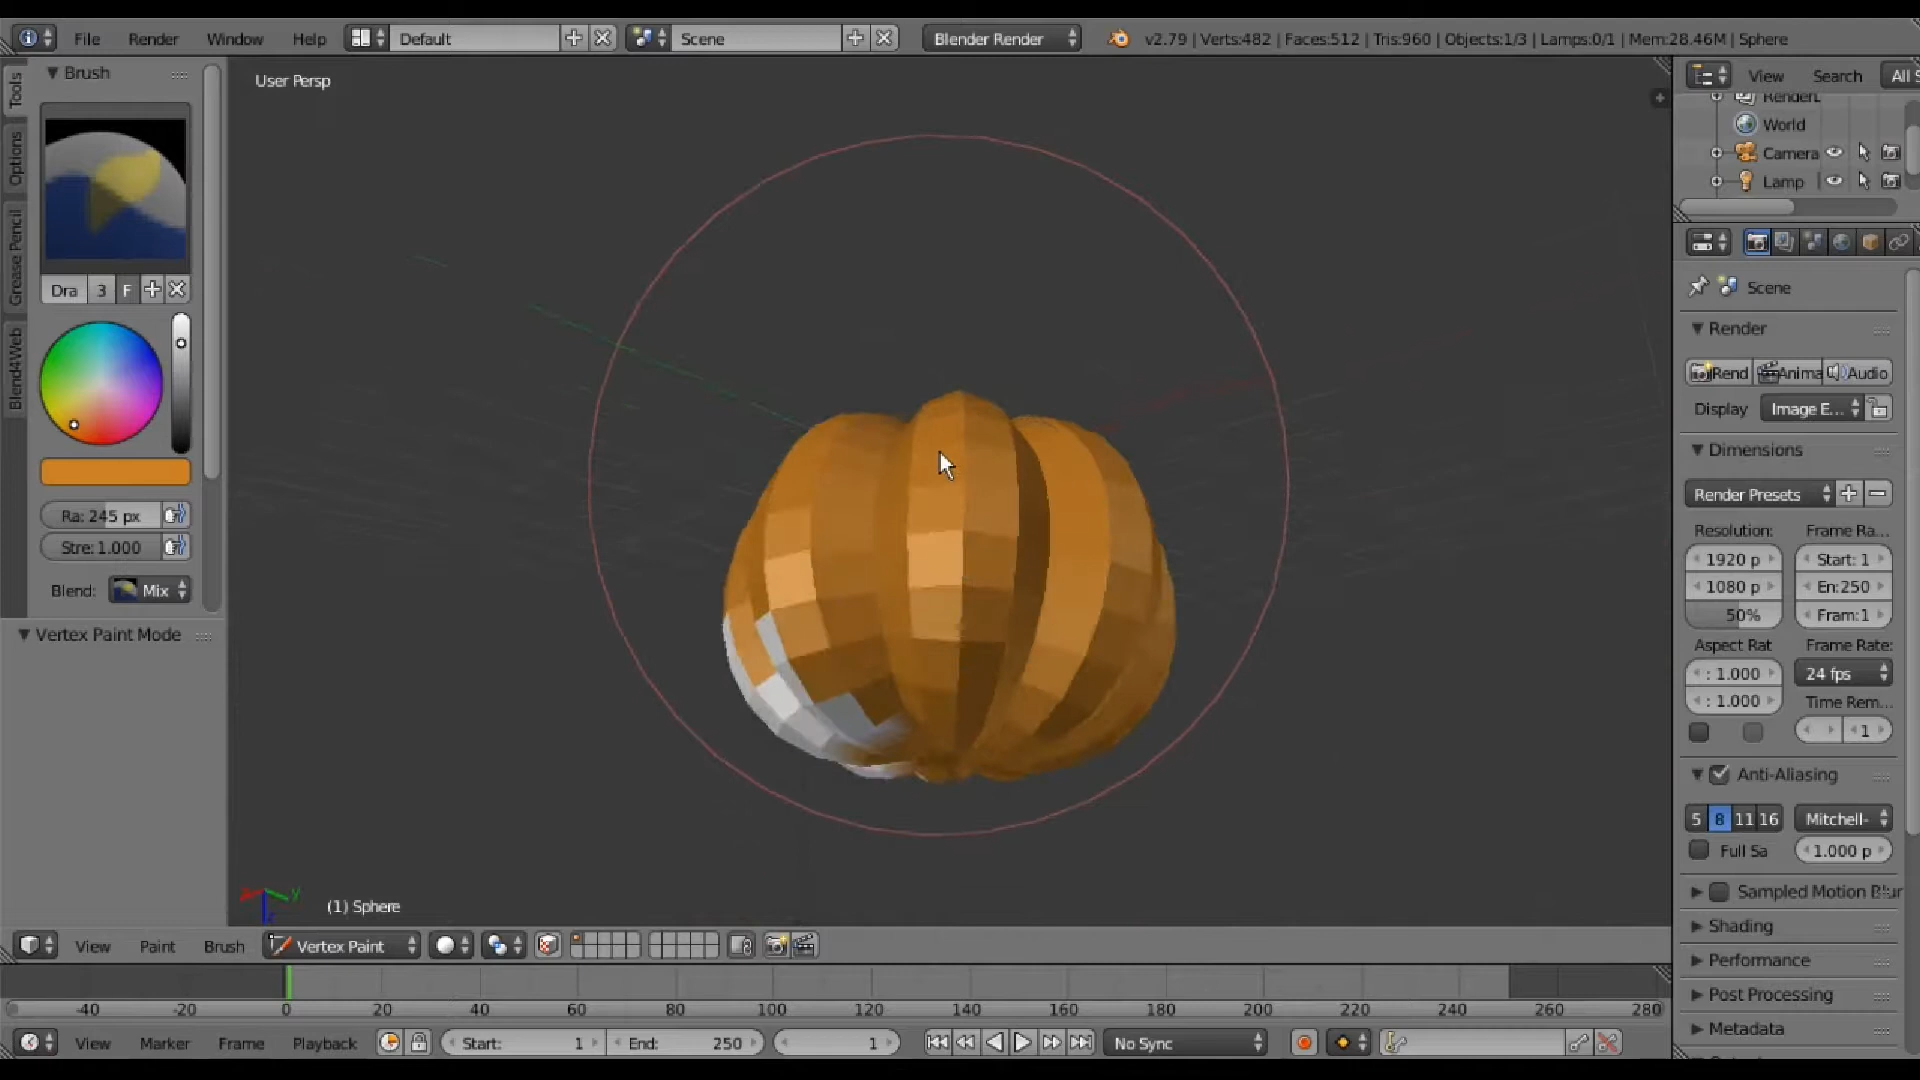 File Render Window Help Default Scene Blender Render v2.79 | Verts:482 | Faces:512 | Tris:960 | Objects:1/3 | Lamps:0/1 | Mem:28.46M | Sphere
Tools
Options
Grease Pencil
Blend4Web
Brush
Dra 3 F
Ra: 245 px
Stre: 1.000
Blend: Mix
Vertex Paint Mode
User Persp
(1) Sphere
View Search All S
RenderL
World
Camera
Lamp
Scene
Render
Rend Anima Audio
Display Image E...
Dimensions
Render Presets
Resolution: Frame Ra...
1920 p Start: 1
1080 p En:250
50% Fram:1
Aspect Rat Frame Rate:
: 1.000 24 fps
: 1.000 Time Rem...
1
Anti-Aliasing
5 8 11 16 Mitchell-
Full Sa 1.000 p
Sampled Motion Blur
Shading
Performance
Post Processing
Metadata
View Paint Brush Vertex Paint
-40 -20 0 20 40 60 80 100 120 140 160 180 200 220 240 260 280
View Marker Frame Playback Start: 1 End: 250 1 No Sync